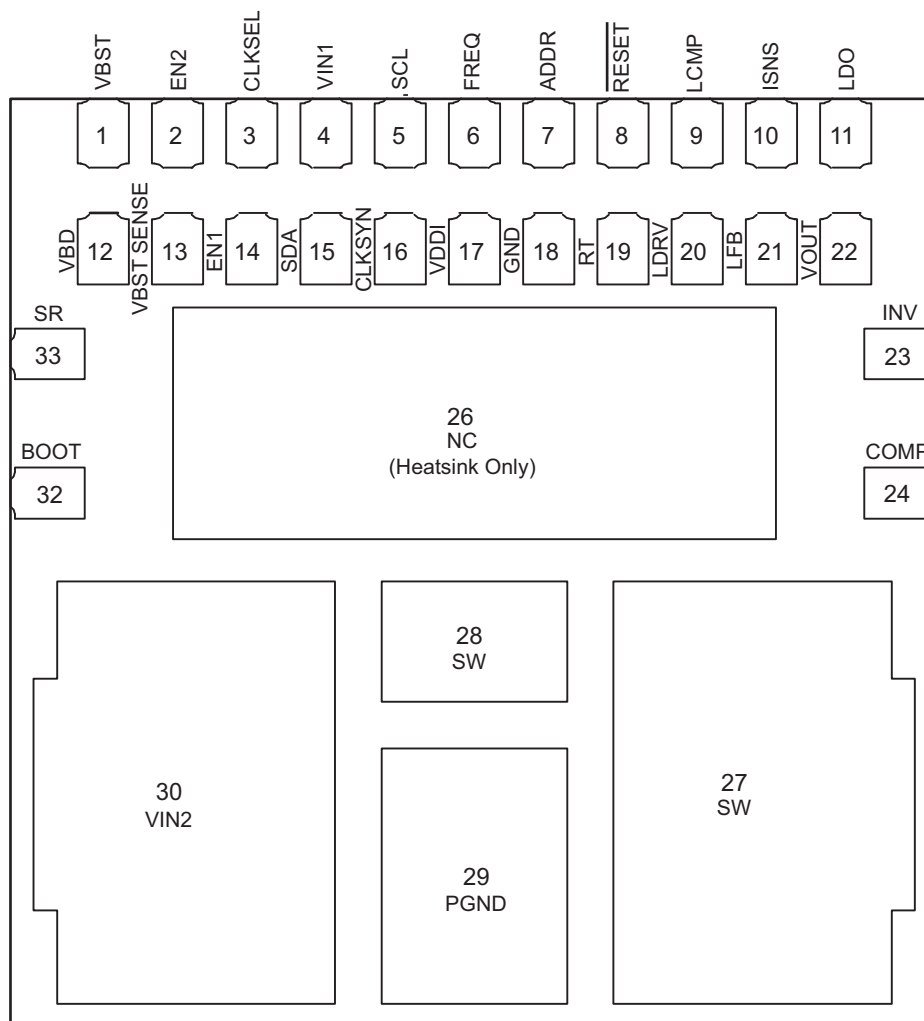 VBST
EN2
CLKSEL
VIN1
SCL
FREQ
ADDR
RESET
LCMP
ISNS
LDO
1
2
3
4
5
6
7
8
9
10
11
VBD
12
VBST SENSE
13
EN1
14
SDA
15
CLKSYN
16
VDDI
17
GND
18
RT
19
LDRV
20
LFB
21
VOUT
22
SR
33
INV
23
26
NC
(Heatsink Only)
BOOT
32
COMP
24
28
SW
30
VIN2
27
SW
29
PGND